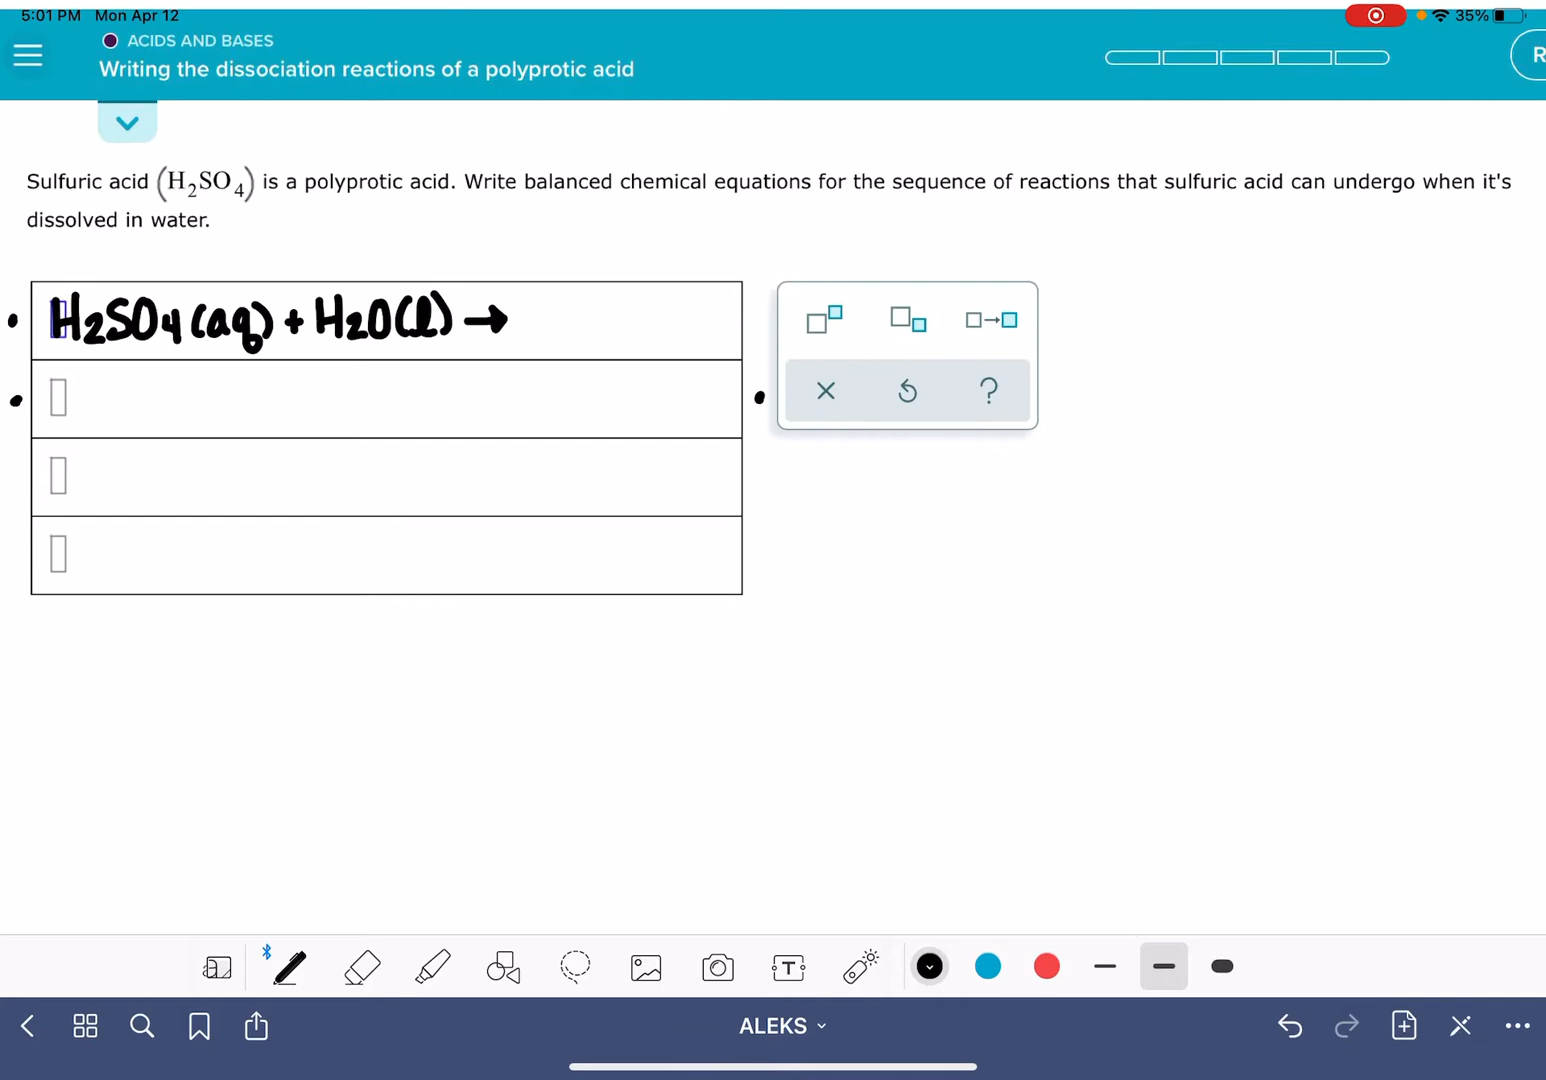 5:01 PM Mon Apr 12
35%
ACIDS AND BASES
Writing the dissociation reactions of a polyprotic acid
R
Sulfuric acid (H₂SO₄) is a polyprotic acid. Write balanced chemical equations for the sequence of reactions that sulfuric acid can undergo when it's
dissolved in water.
H₂SO₄(aq) + H₂O(l) →
□→□
?
a
T
ALEKS